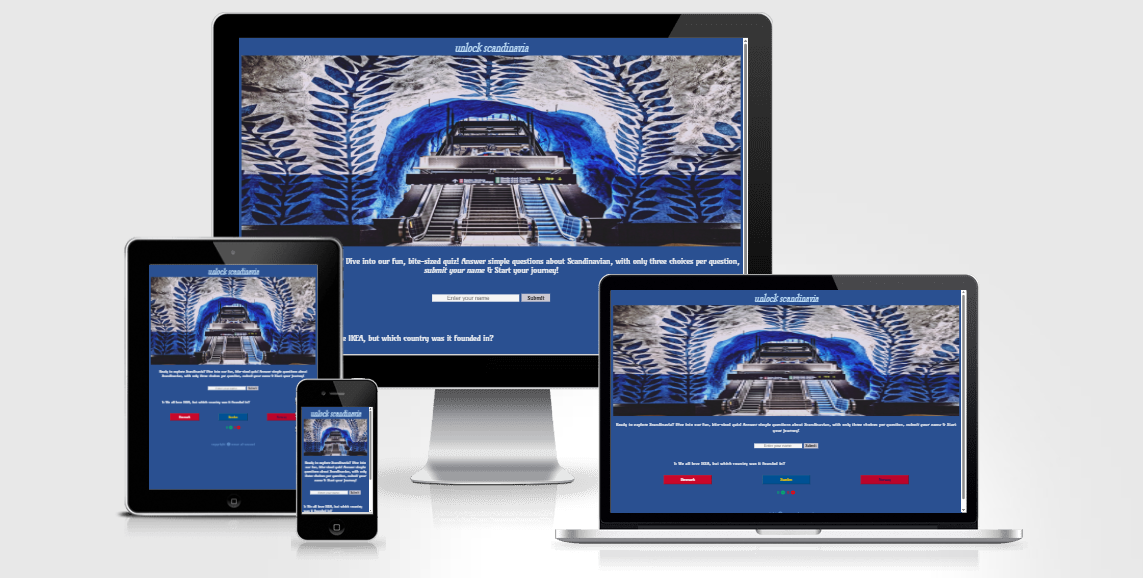 unlock scandinavia
? Dive into our fun, bite-sized quiz! Answer simple questions about Scandinavian, with only three choices per question,
submit your name & Start your journey!
Enter your name Submit
e IKEA, but which country was it founded in?
unlock scandinavia
Ready to explore Scandinavia? Dive into our fun, bite-sized quiz! Answer simple questions about
Scandinavian, with only three choices per question, submit your name & Start your journey!
Submit
1: We all love IKEA, but which country was it founded in?
Denmark Sweden
unlock scandinavia
Ready to explore Scandinavia? Dive into
our fun, bite-sized quiz! Answer simple
questions about Scandinavian, with only
three choices per question, submit your
name & Start your journey!
Submit
1: We all love IKEA, but which country was it
founded in?
unlock scandinavia
Ready to explore Scandinavia? Dive into our fun, bite-sized quiz! Answer simple questions about Scandinavian, with only three choices per question, submit your name & Start
your journey!
Enter your name Submit
1: We all love IKEA, but which country was it founded in?
Denmark Sweden